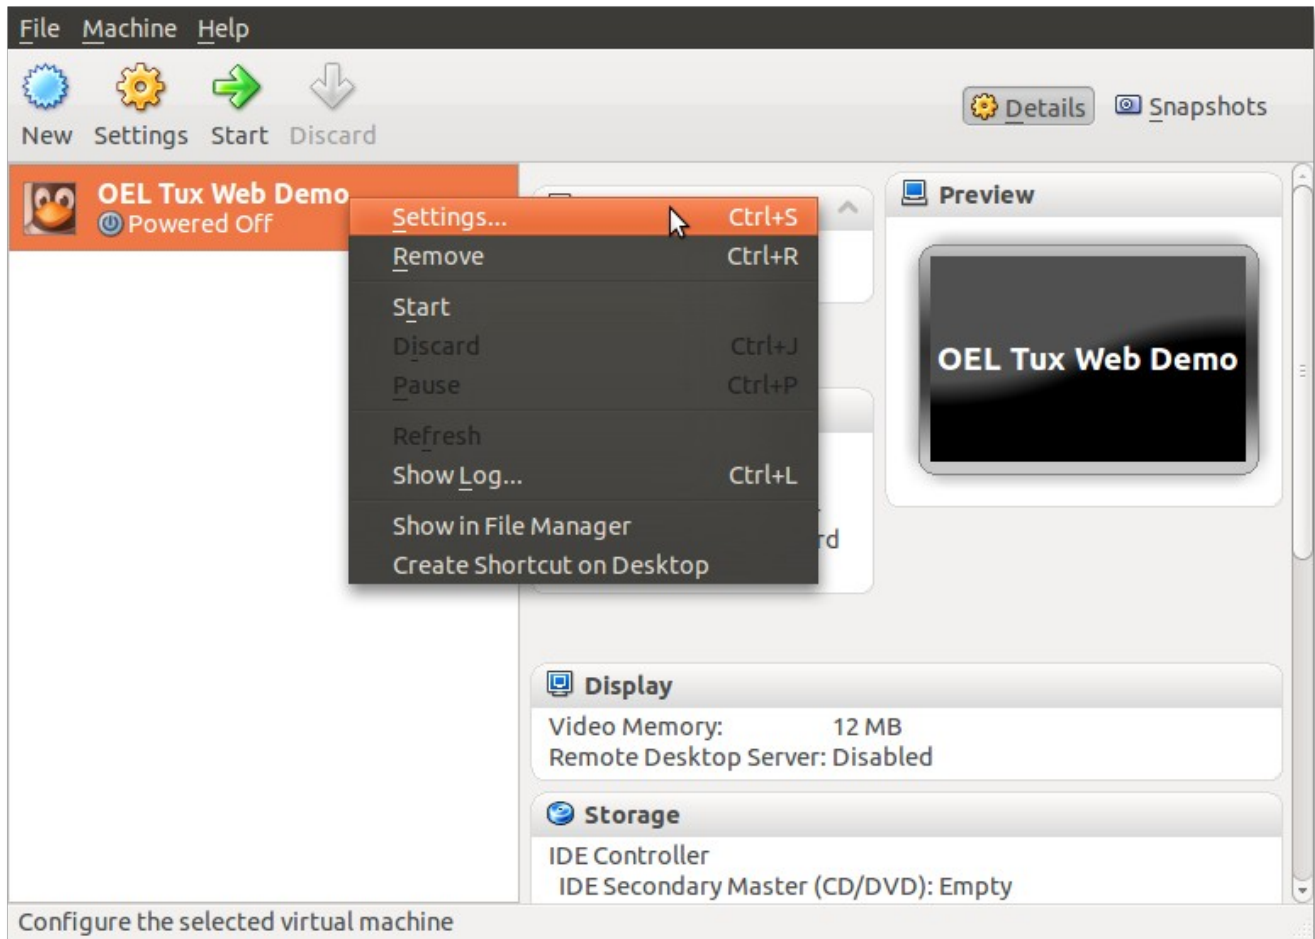 File Machine Help
New Settings Start Discard
Details Snapshots
OEL Tux Web Demo
Powered Off
Settings... Ctrl+S
Remove Ctrl+R
Start
Discard Ctrl+J
Pause Ctrl+P
Refresh
Show Log... Ctrl+L
Show in File Manager
Create Shortcut on Desktop
rd
Preview
OEL Tux Web Demo
Display
Video Memory: 12 MB
Remote Desktop Server: Disabled
Storage
IDE Controller
IDE Secondary Master (CD/DVD): Empty
Configure the selected virtual machine